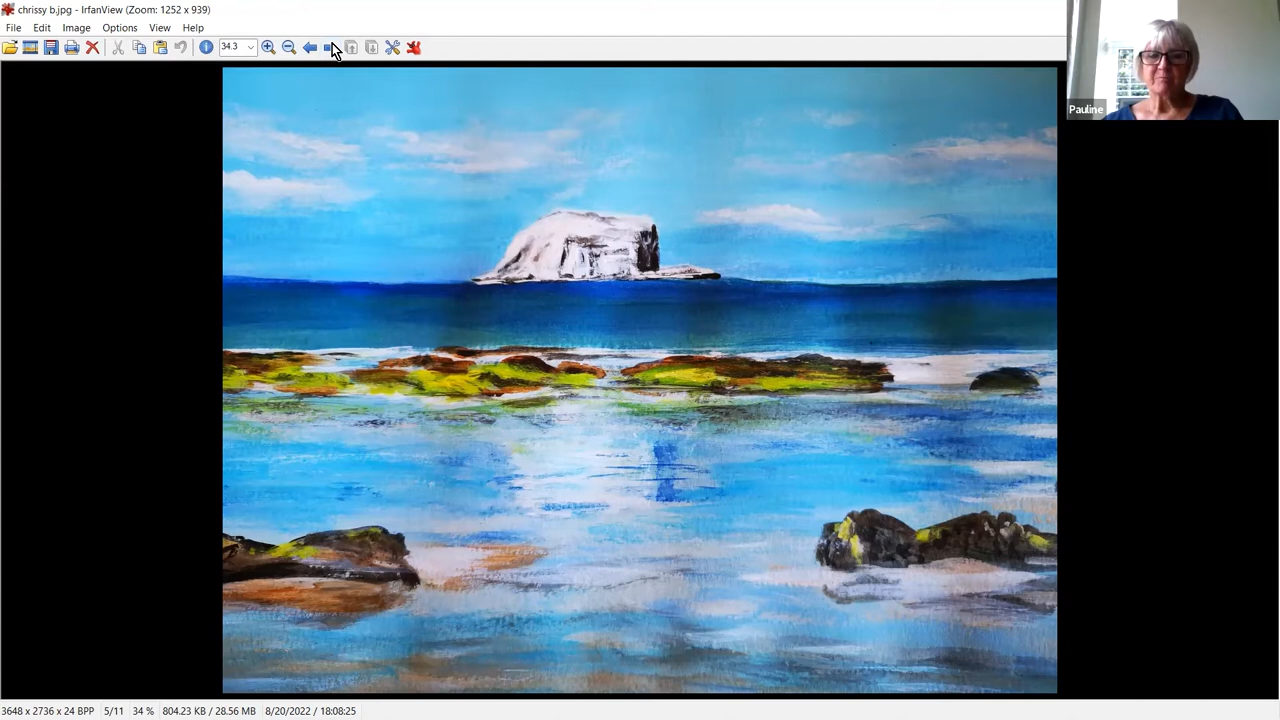 chrissy b.jpg - IrfanView (Zoom: 1252 x 939)
File Edit Image Options View Help
34.3
Pauline
3648 x 2736 x 24 BPP 5/11 34 % 804.23 KB / 28.56 MB 8/20/2022 / 18:08:25